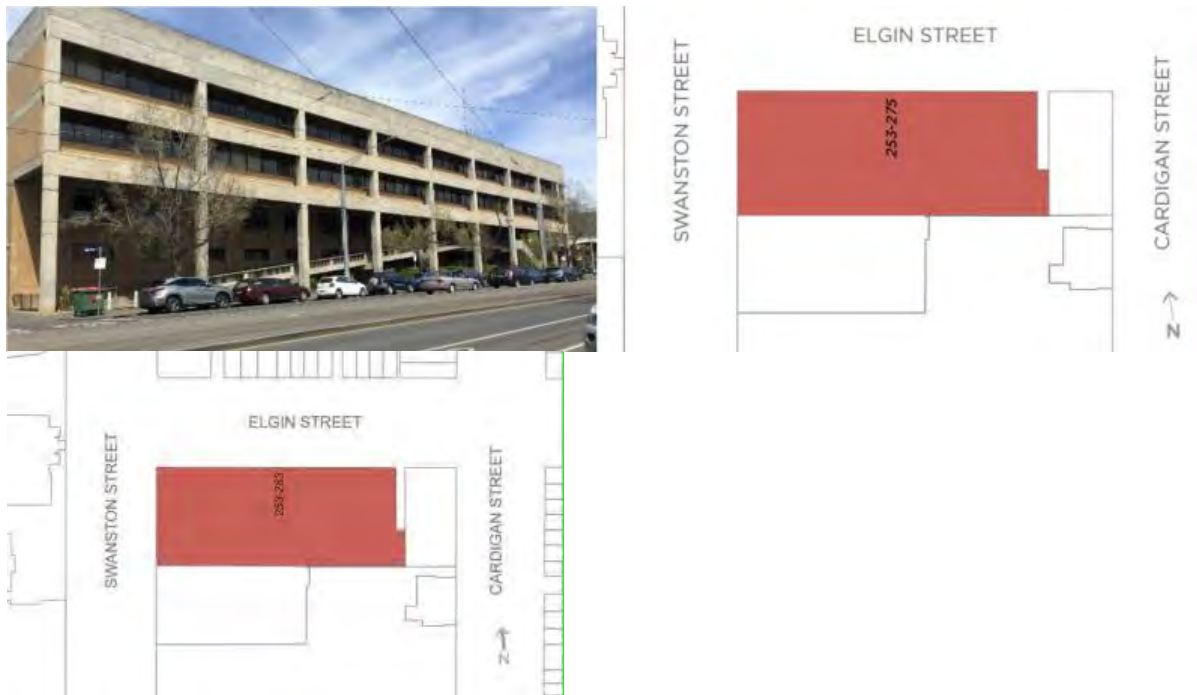 ELGIN STREET
SWANSTON STREET
253-275
CARDIGAN STREET
N
ELGIN STREET
SWANSTON STREET
253-283
CARDIGAN STREET
N